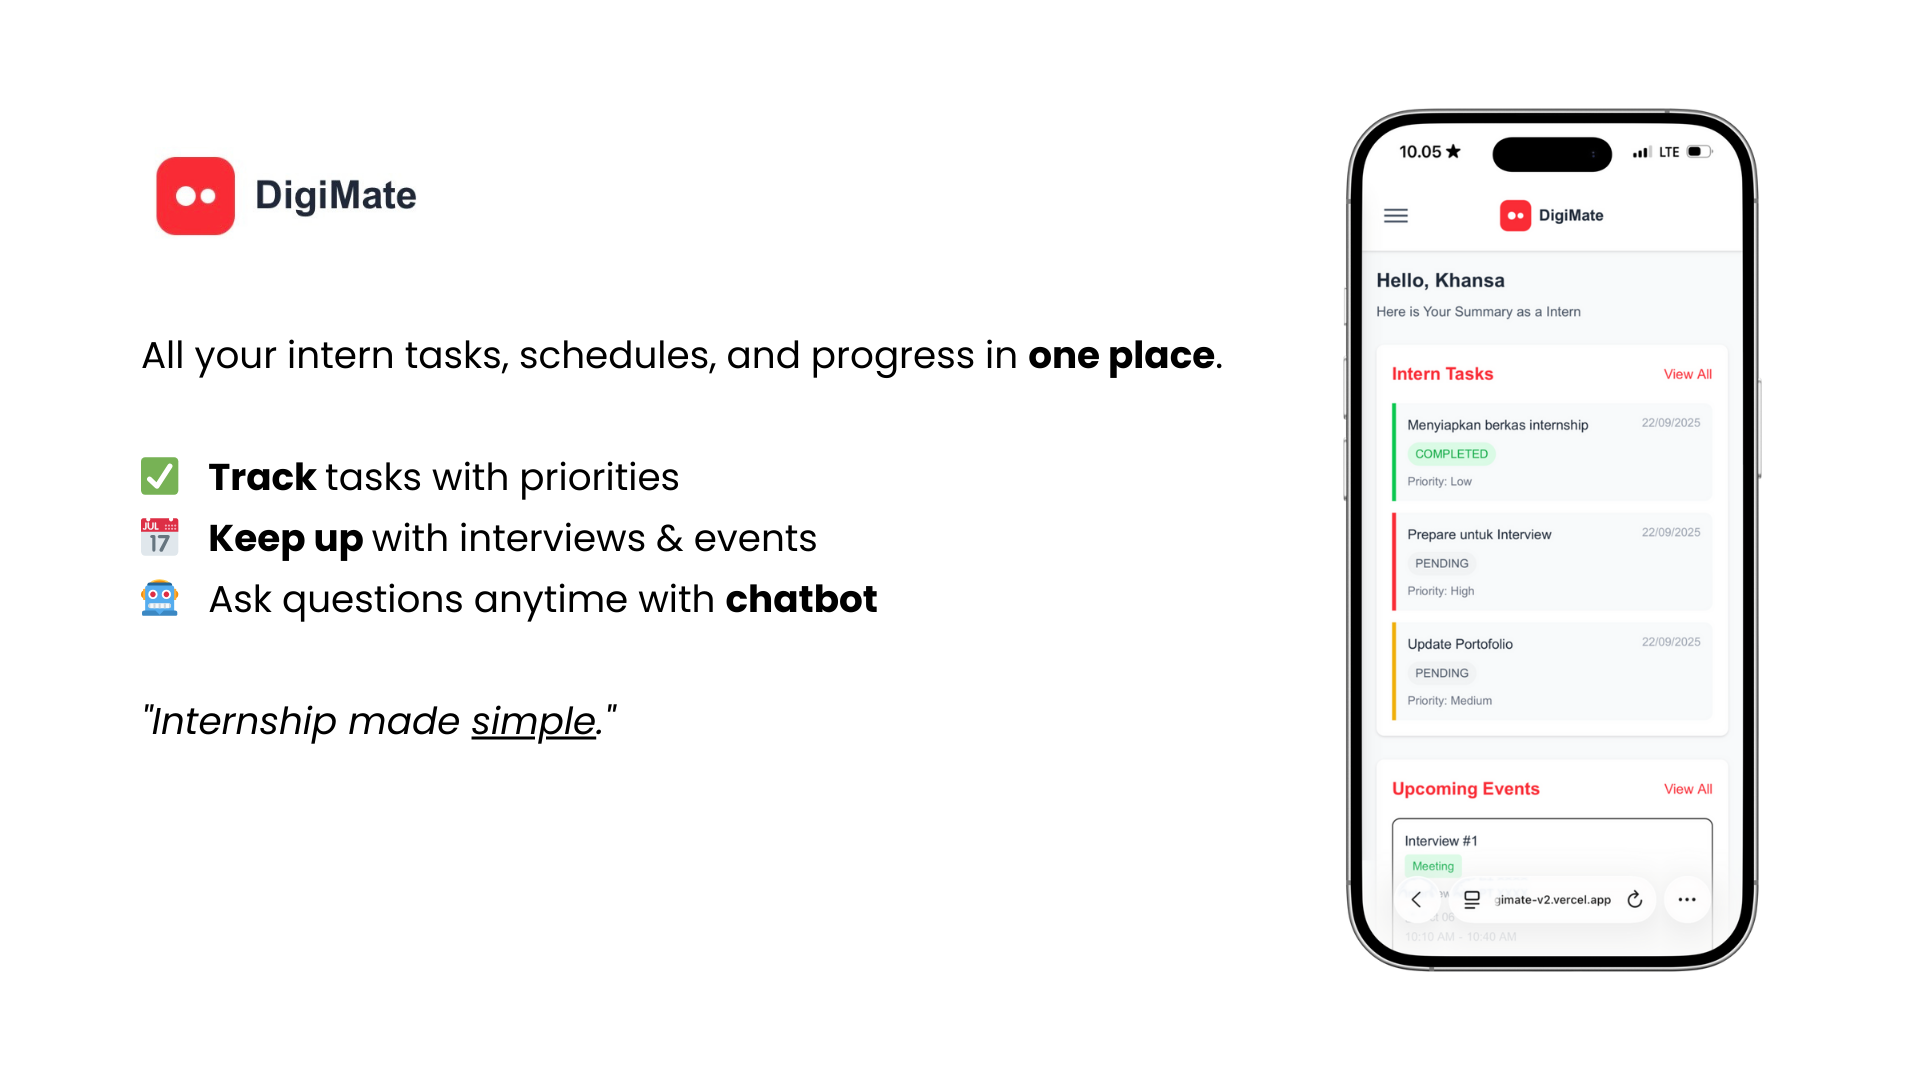 DigiMate
All your intern tasks, schedules, and progress in one place.
Track tasks with priorities
JUL
17
Keep up with interviews & events
Ask questions anytime with chatbot
"Internship made simple."
10.05
LTE
DigiMate
Hello, Khansa
Here is Your Summary as a Intern
Intern Tasks
View All
Menyiapkan berkas internship
22/09/2025
COMPLETED
Priority: Low
Prepare untuk Interview
22/09/2025
PENDING
Priority: High
Update Portofolio
22/09/2025
PENDING
Priority: Medium
Upcoming Events
View All
Interview #1
Meeting
gimate-v2.vercel.app
10:10 AM - 10:40 AM